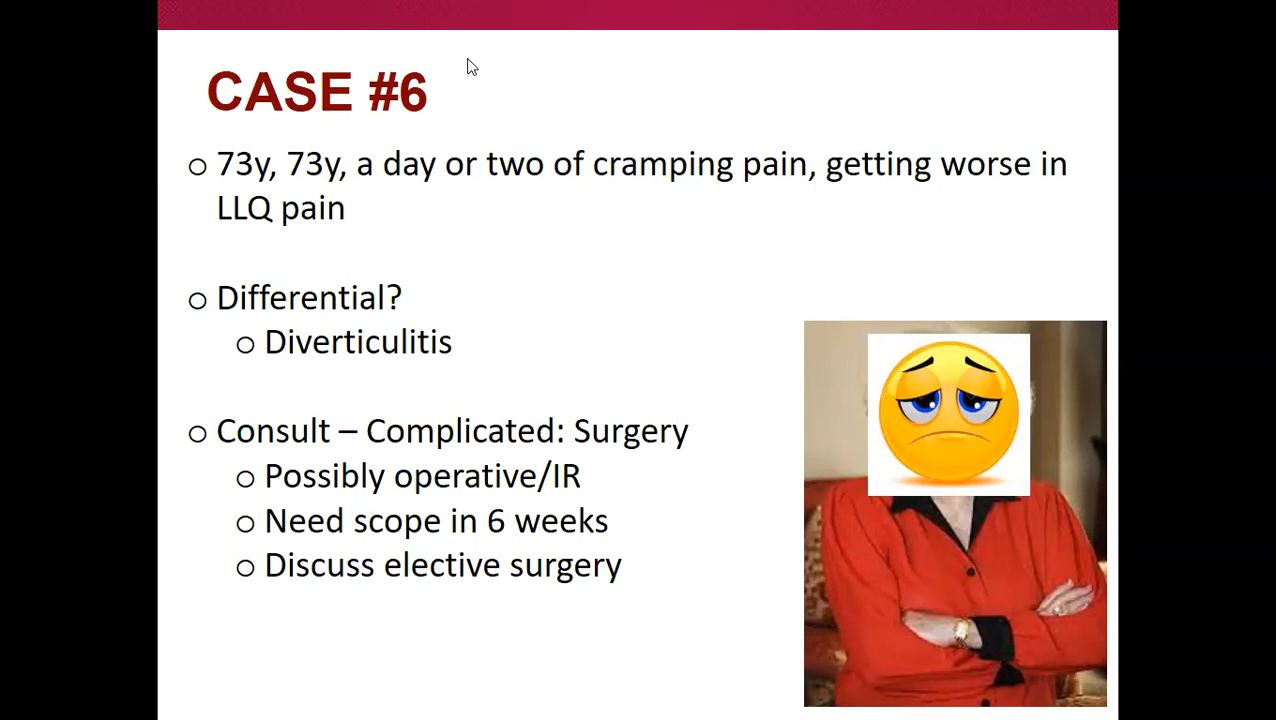 CASE #6
o 73y, 73y, a day or two of cramping pain, getting worse in
LLQ pain
o Differential?
o Diverticulitis
o Consult – Complicated: Surgery
o Possibly operative/IR
o Need scope in 6 weeks
o Discuss elective surgery